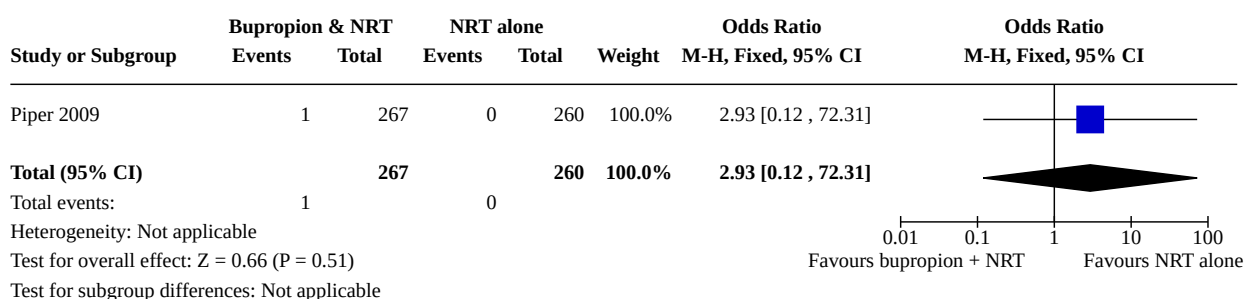 Bupropion & NRT NRT alone Odds Ratio Odds Ratio
Study or Subgroup Events Total Events Total Weight M-H, Fixed, 95% CI M-H, Fixed, 95% CI
Piper 2009 1 267 0 260 100.0% 2.93 [0.12 , 72.31]
Total (95% CI) 267 260 100.0% 2.93 [0.12 , 72.31]
Total events: 1 0
Heterogeneity: Not applicable
0.01 0.1 1 10 100
Test for overall effect: Z = 0.66 (P = 0.51) Favours bupropion + NRT Favours NRT alone
Test for subgroup differences: Not applicable